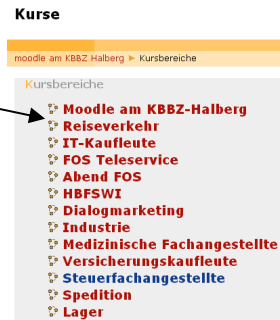 Kurse
moodle am KBBZ Halberg ► Kursbereiche
Kursbereiche
Moodle am KBBZ-Halberg
Reiseverkehr
IT-Kaufleute
FOS Teleservice
Abend FOS
HBFSWI
Dialogmarketing
Industrie
Medizinische Fachangestellte
Versicherungskaufleute
Steuerfachangestellte
Spedition
Lager